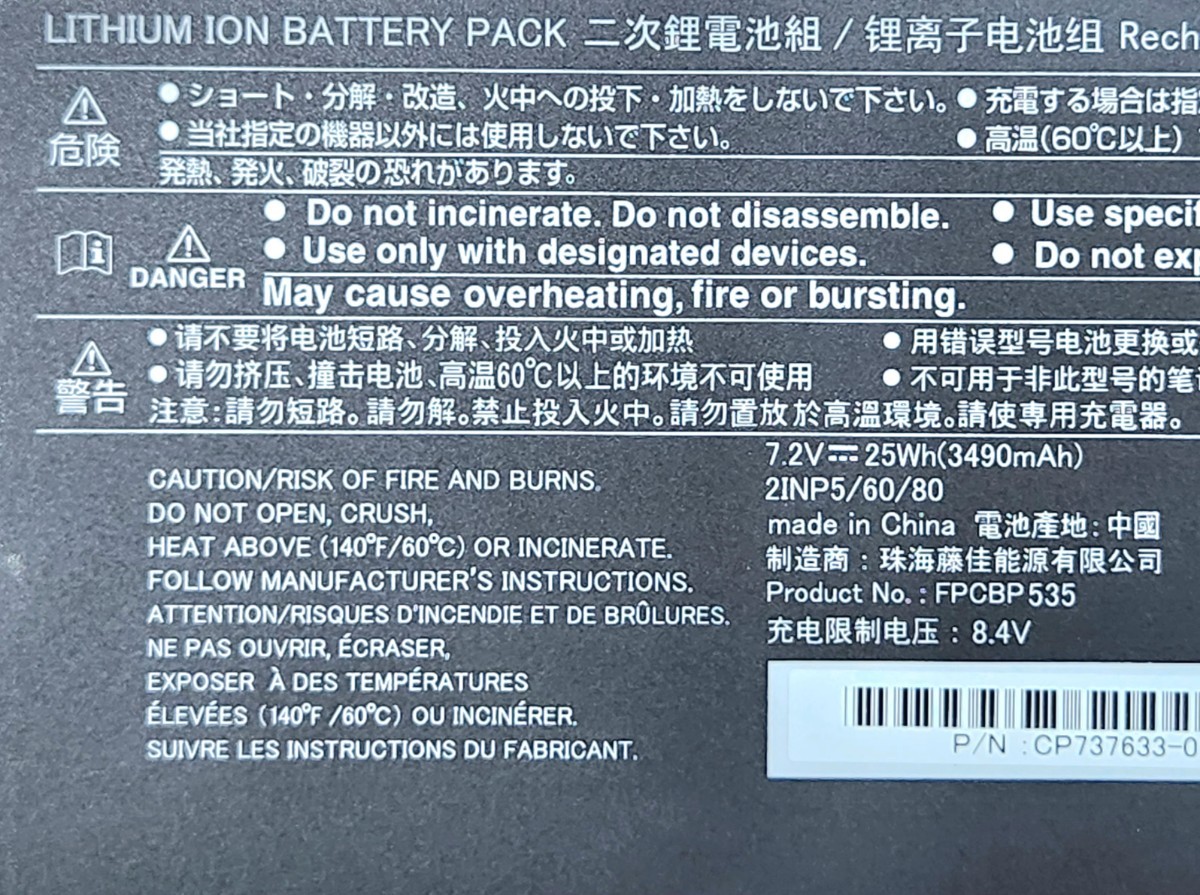 LITHIUM ION BATTERY PACK 二次鋰電池組 / 锂离子电池组 Rech
危険
●ショート・分解・改造、火中への投下・加熱をしないで下さい。 ●充電する場合は指
●当社指定の機器以外には使用しないで下さい。 ●高温(60℃以上)
発熱、発火、破裂の恐れがあります。
DANGER
● Do not incinerate. Do not disassemble. ● Use speci
● Use only with designated devices. ● Do not exp
May cause overheating, fire or bursting.
警告
●请不要将电池短路、分解、投入火中或加热 ●用错误型号电池更换或
●请勿挤压、撞击电池、高温60℃以上的环境不可使用 ●不可用于非此型号的笔
注意:請勿短路。請勿解。禁止投入火中。請勿置放於高溫環境。請使専用充電器。
CAUTION/RISK OF FIRE AND BURNS.
DO NOT OPEN, CRUSH,
HEAT ABOVE (140℉/60℃) OR INCINERATE.
FOLLOW MANUFACTURER'S INSTRUCTIONS.
ATTENTION/RISQUES D'INCENDIE ET DE BRÛLURES.
NE PAS OUVRIR, ÉCRASER,
EXPOSER À DES TEMPÉRATURES
ÉLEVÉES (140℉/60℃) OU INCINÉRER.
SUIVRE LES INSTRUCTIONS DU FABRICANT.
7.2V⎓ 25Wh(3490mAh)
2INP5/60/80
made in China 電池產地: 中國
制造商:珠海藤佳能源有限公司
Product No. : FPCBP535
充电限制电压:8.4V
P/N :CP737633-0